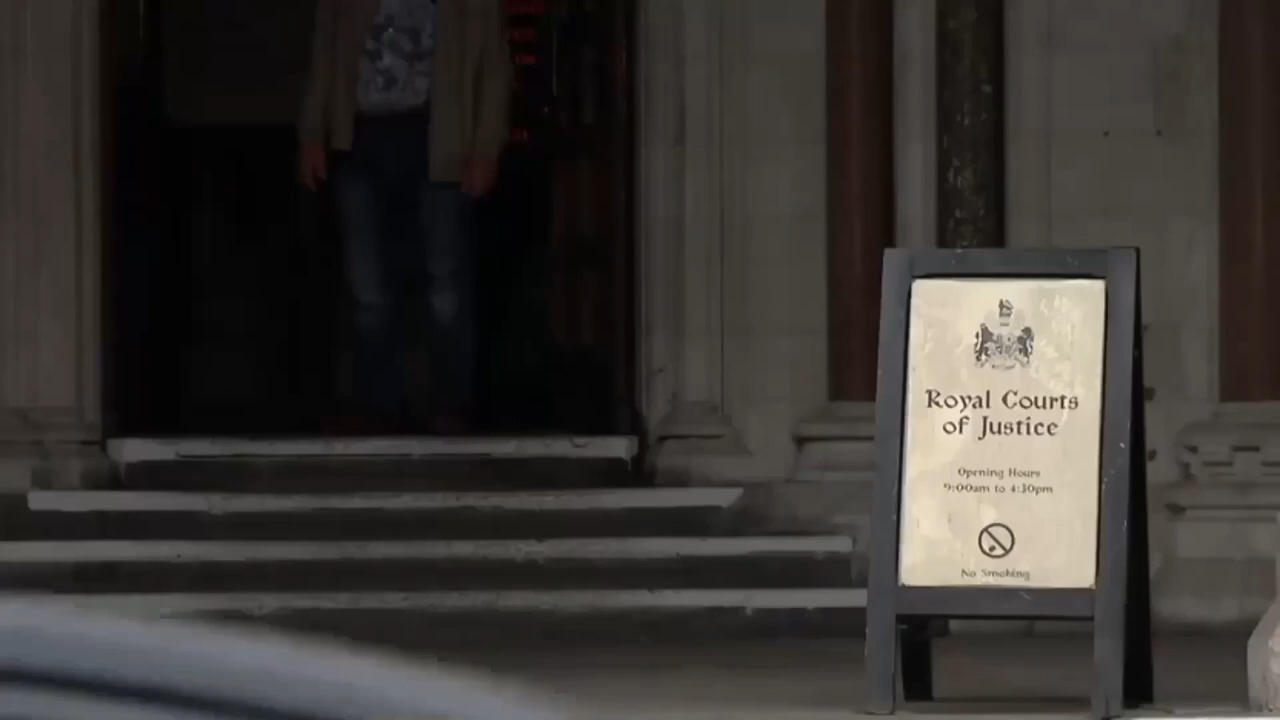 Royal Courts
of Justice
Opening Hours
9:00am to 4:30pm
No Smoking